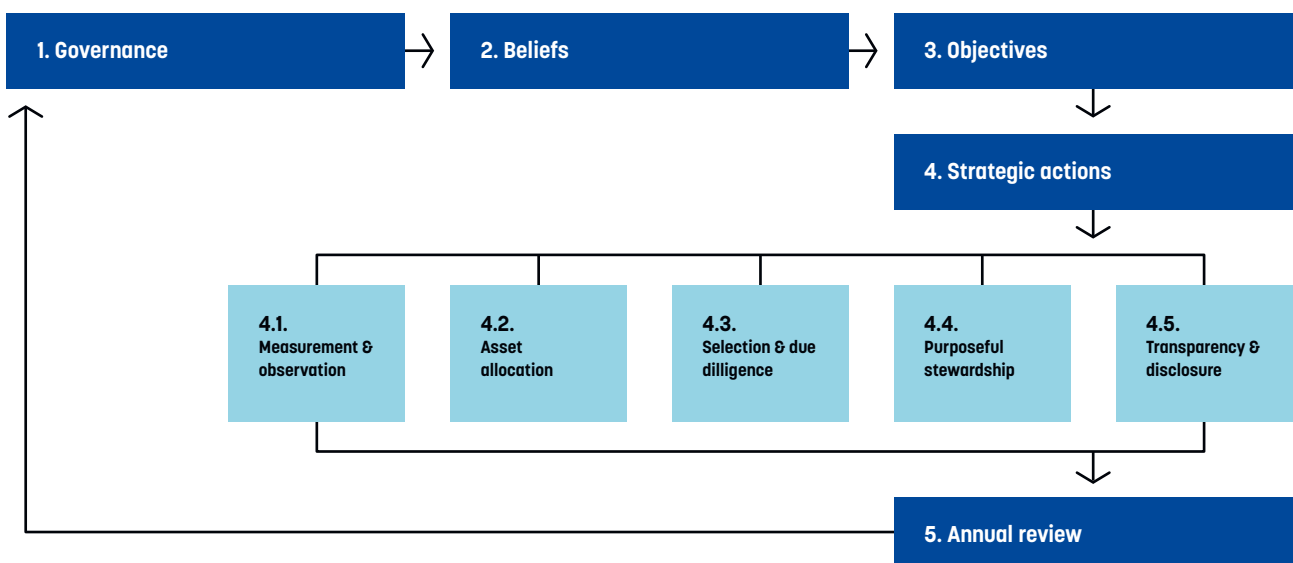 1. Governance
2. Beliefs
3. Objectives
4. Strategic actions
4.1.
Measurement &
observation
4.2.
Asset
allocation
4.3.
Selection & due
dilligence
4.4.
Purposeful
stewardship
4.5.
Transparency &
disclosure
5. Annual review